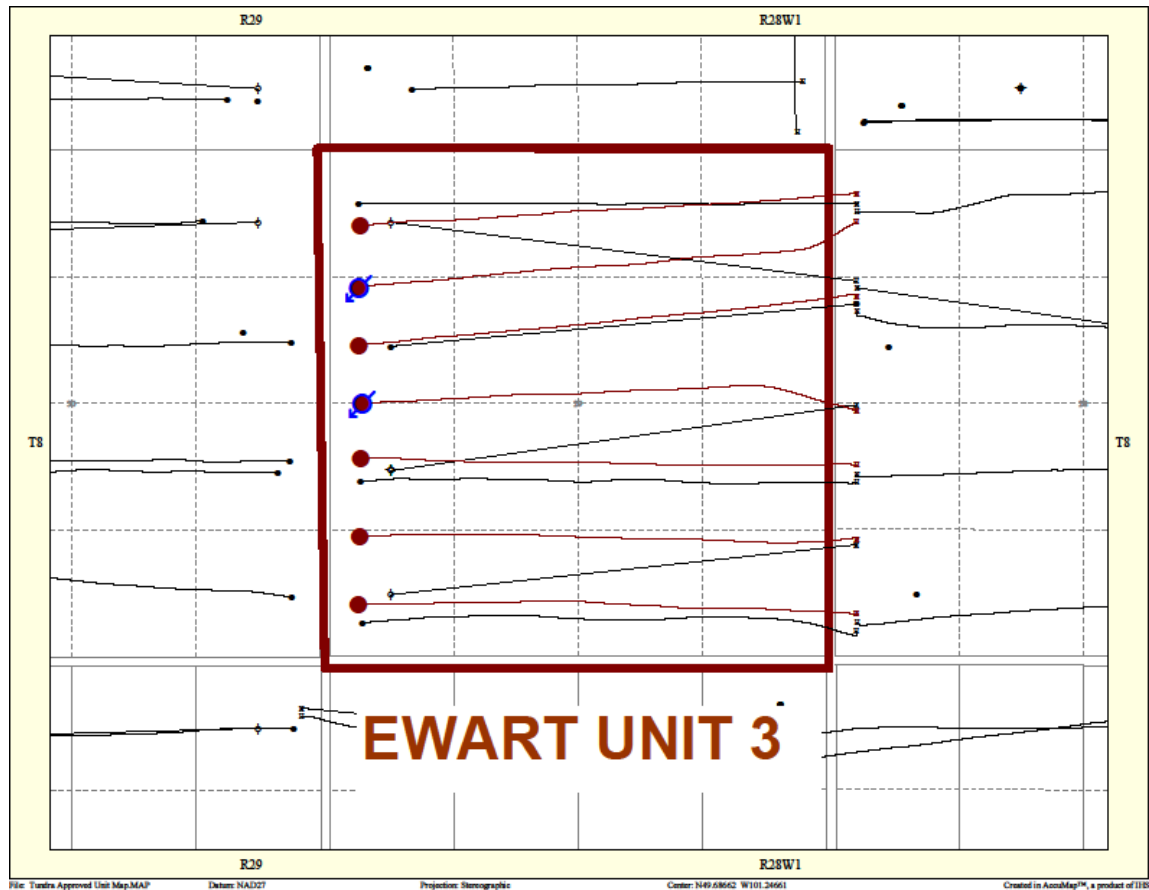 R29 R28W1
T8 T8
EWART UNIT 3
R29 R28W1
File: Tundra Approved Unit Map.MAP Datum: NAD27 Projection: Stereographic Center: N49.68662 W101.24661 Created in AccuMap™, a product of IHS